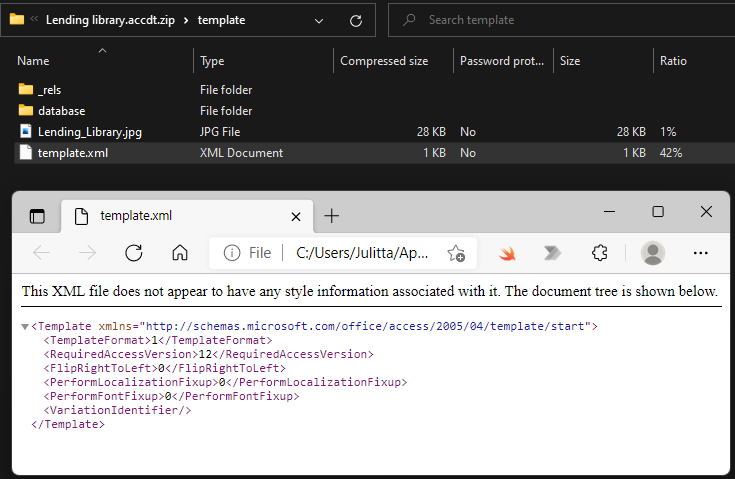 Lending library.accdt.zip template Search template
Name Type Compressed size Password prot... Size Ratio
_rels File folder
database File folder
Lending_Library.jpg JPG File 28 KB No 28 KB 1%
template.xml XML Document 1 KB No 1 KB 42%
template.xml
File C:/Users/Julitta/Ap...
This XML file does not appear to have any style information associated with it. The document tree is shown below.
<Template xmlns="http://schemas.microsoft.com/office/access/2005/04/template/start">
<TemplateFormat>1</TemplateFormat>
<RequiredAccessVersion>12</RequiredAccessVersion>
<FlipRightToLeft>0</FlipRightToLeft>
<PerformLocalizationFixup>0</PerformLocalizationFixup>
<PerformFontFixup>0</PerformFontFixup>
<VariationIdentifier/>
</Template>